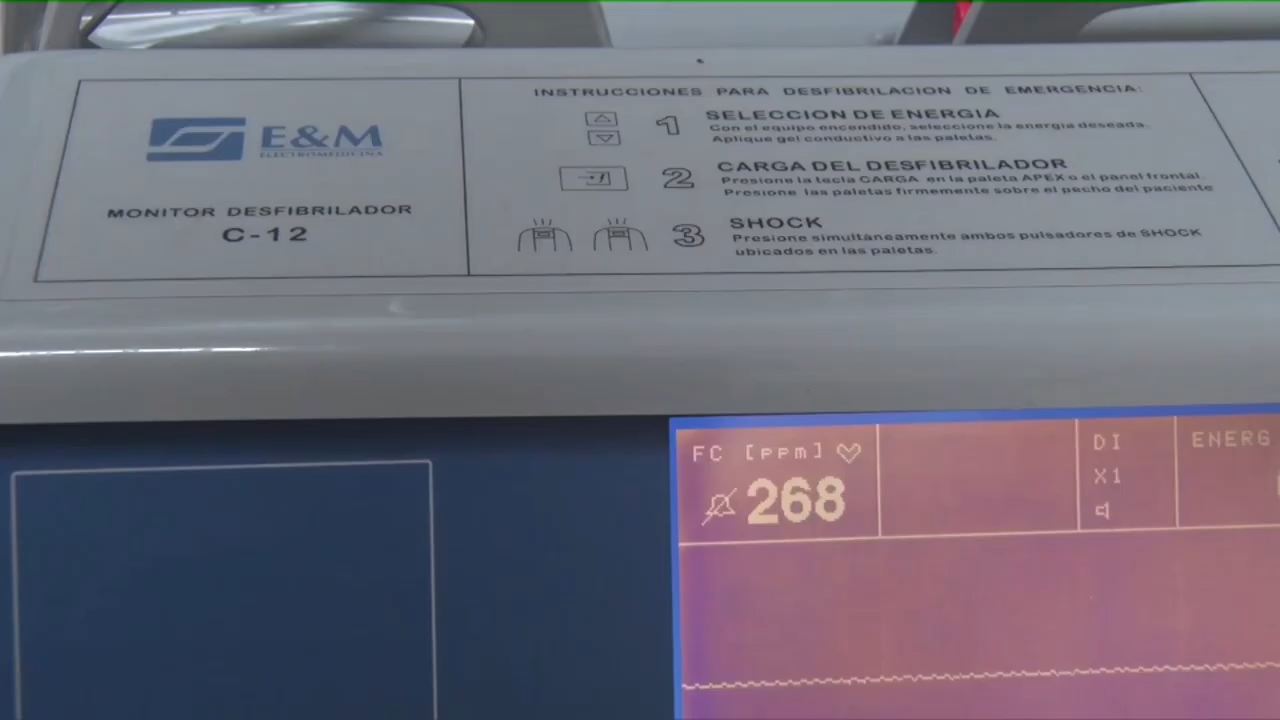 E&M
ELECTROMEDICINA
MONITOR DESFIBRILADOR
C-12
INSTRUCCIONES PARA DESFIBRILACION DE EMERGENCIA:
1 SELECCION DE ENERGIA
Con el equipo encendido, seleccione la energia deseada.
Aplique gel conductivo a las paletas.
2 CARGA DEL DESFIBRILADOR
Presione la tecla CARGA en la paleta APEX o el panel frontal.
Presione las paletas firmemente sobre el pecho del paciente
3 SHOCK
Presione simultaneamente ambos pulsadores de SHOCK
ubicados en las paletas.
FC [ppm]
268
DI
X1
ENERG